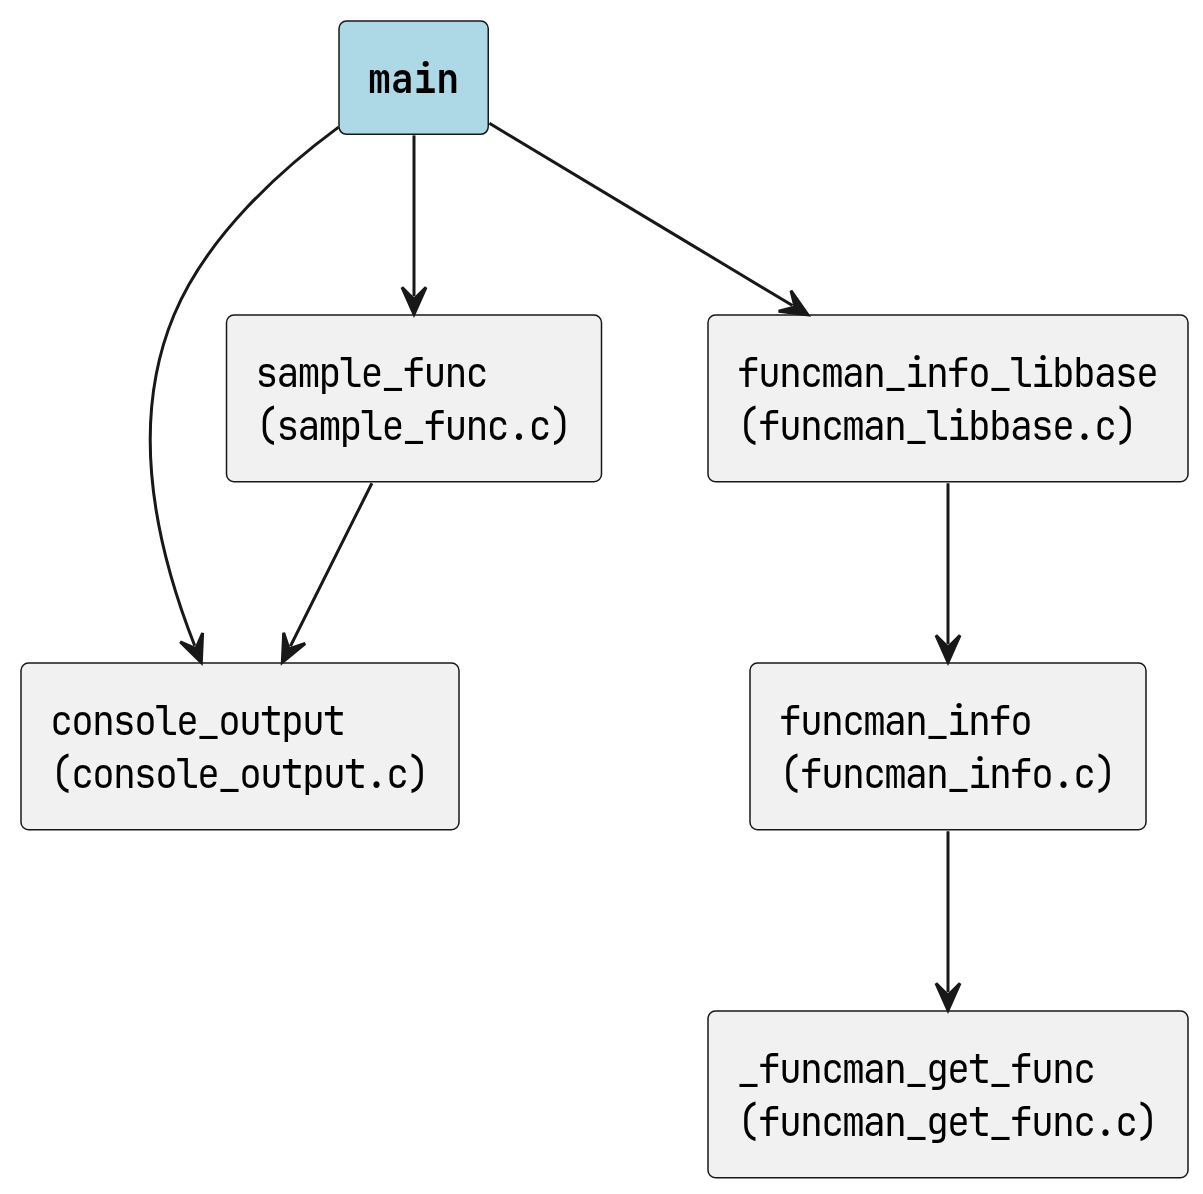 main
sample_func
(sample_func.c)
funcman_info_libbase
(funcman_libbase.c)
console_output
(console_output.c)
funcman_info
(funcman_info.c)
_funcman_get_func
(funcman_get_func.c)